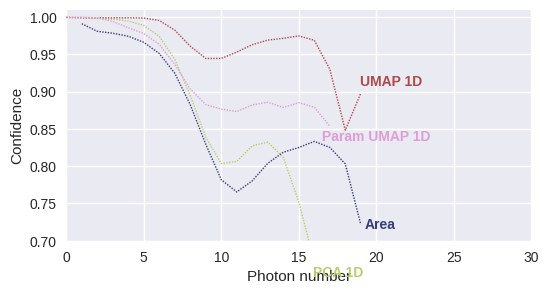 1.00
0.95
0.90
0.85
0.80
0.75
0.70
Confidence
UMAP 1D
Param UMAP 1D
Area
PCA 1D
0 5 10 15 20 25 30
Photon number